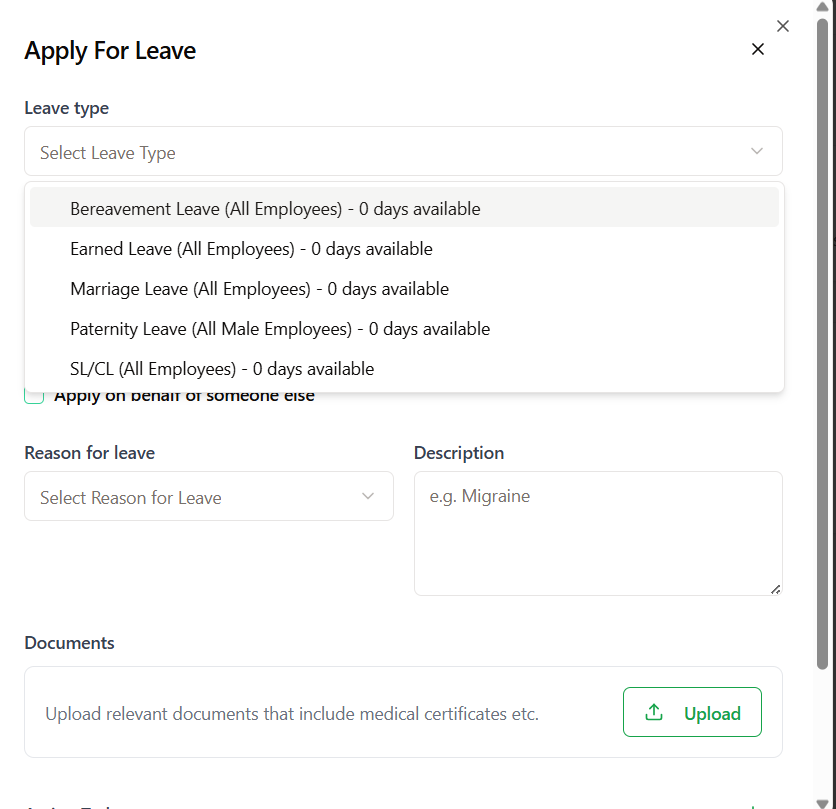 Apply For Leave
Leave type
Select Leave Type
Bereavement Leave (All Employees) - 0 days available
Earned Leave (All Employees) - 0 days available
Marriage Leave (All Employees) - 0 days available
Paternity Leave (All Male Employees) - 0 days available
SL/CL (All Employees) - 0 days available
Apply on behalf of someone else
Reason for leave
Description
Select Reason for Leave
e.g. Migraine
Documents
Upload relevant documents that include medical certificates etc.
Upload